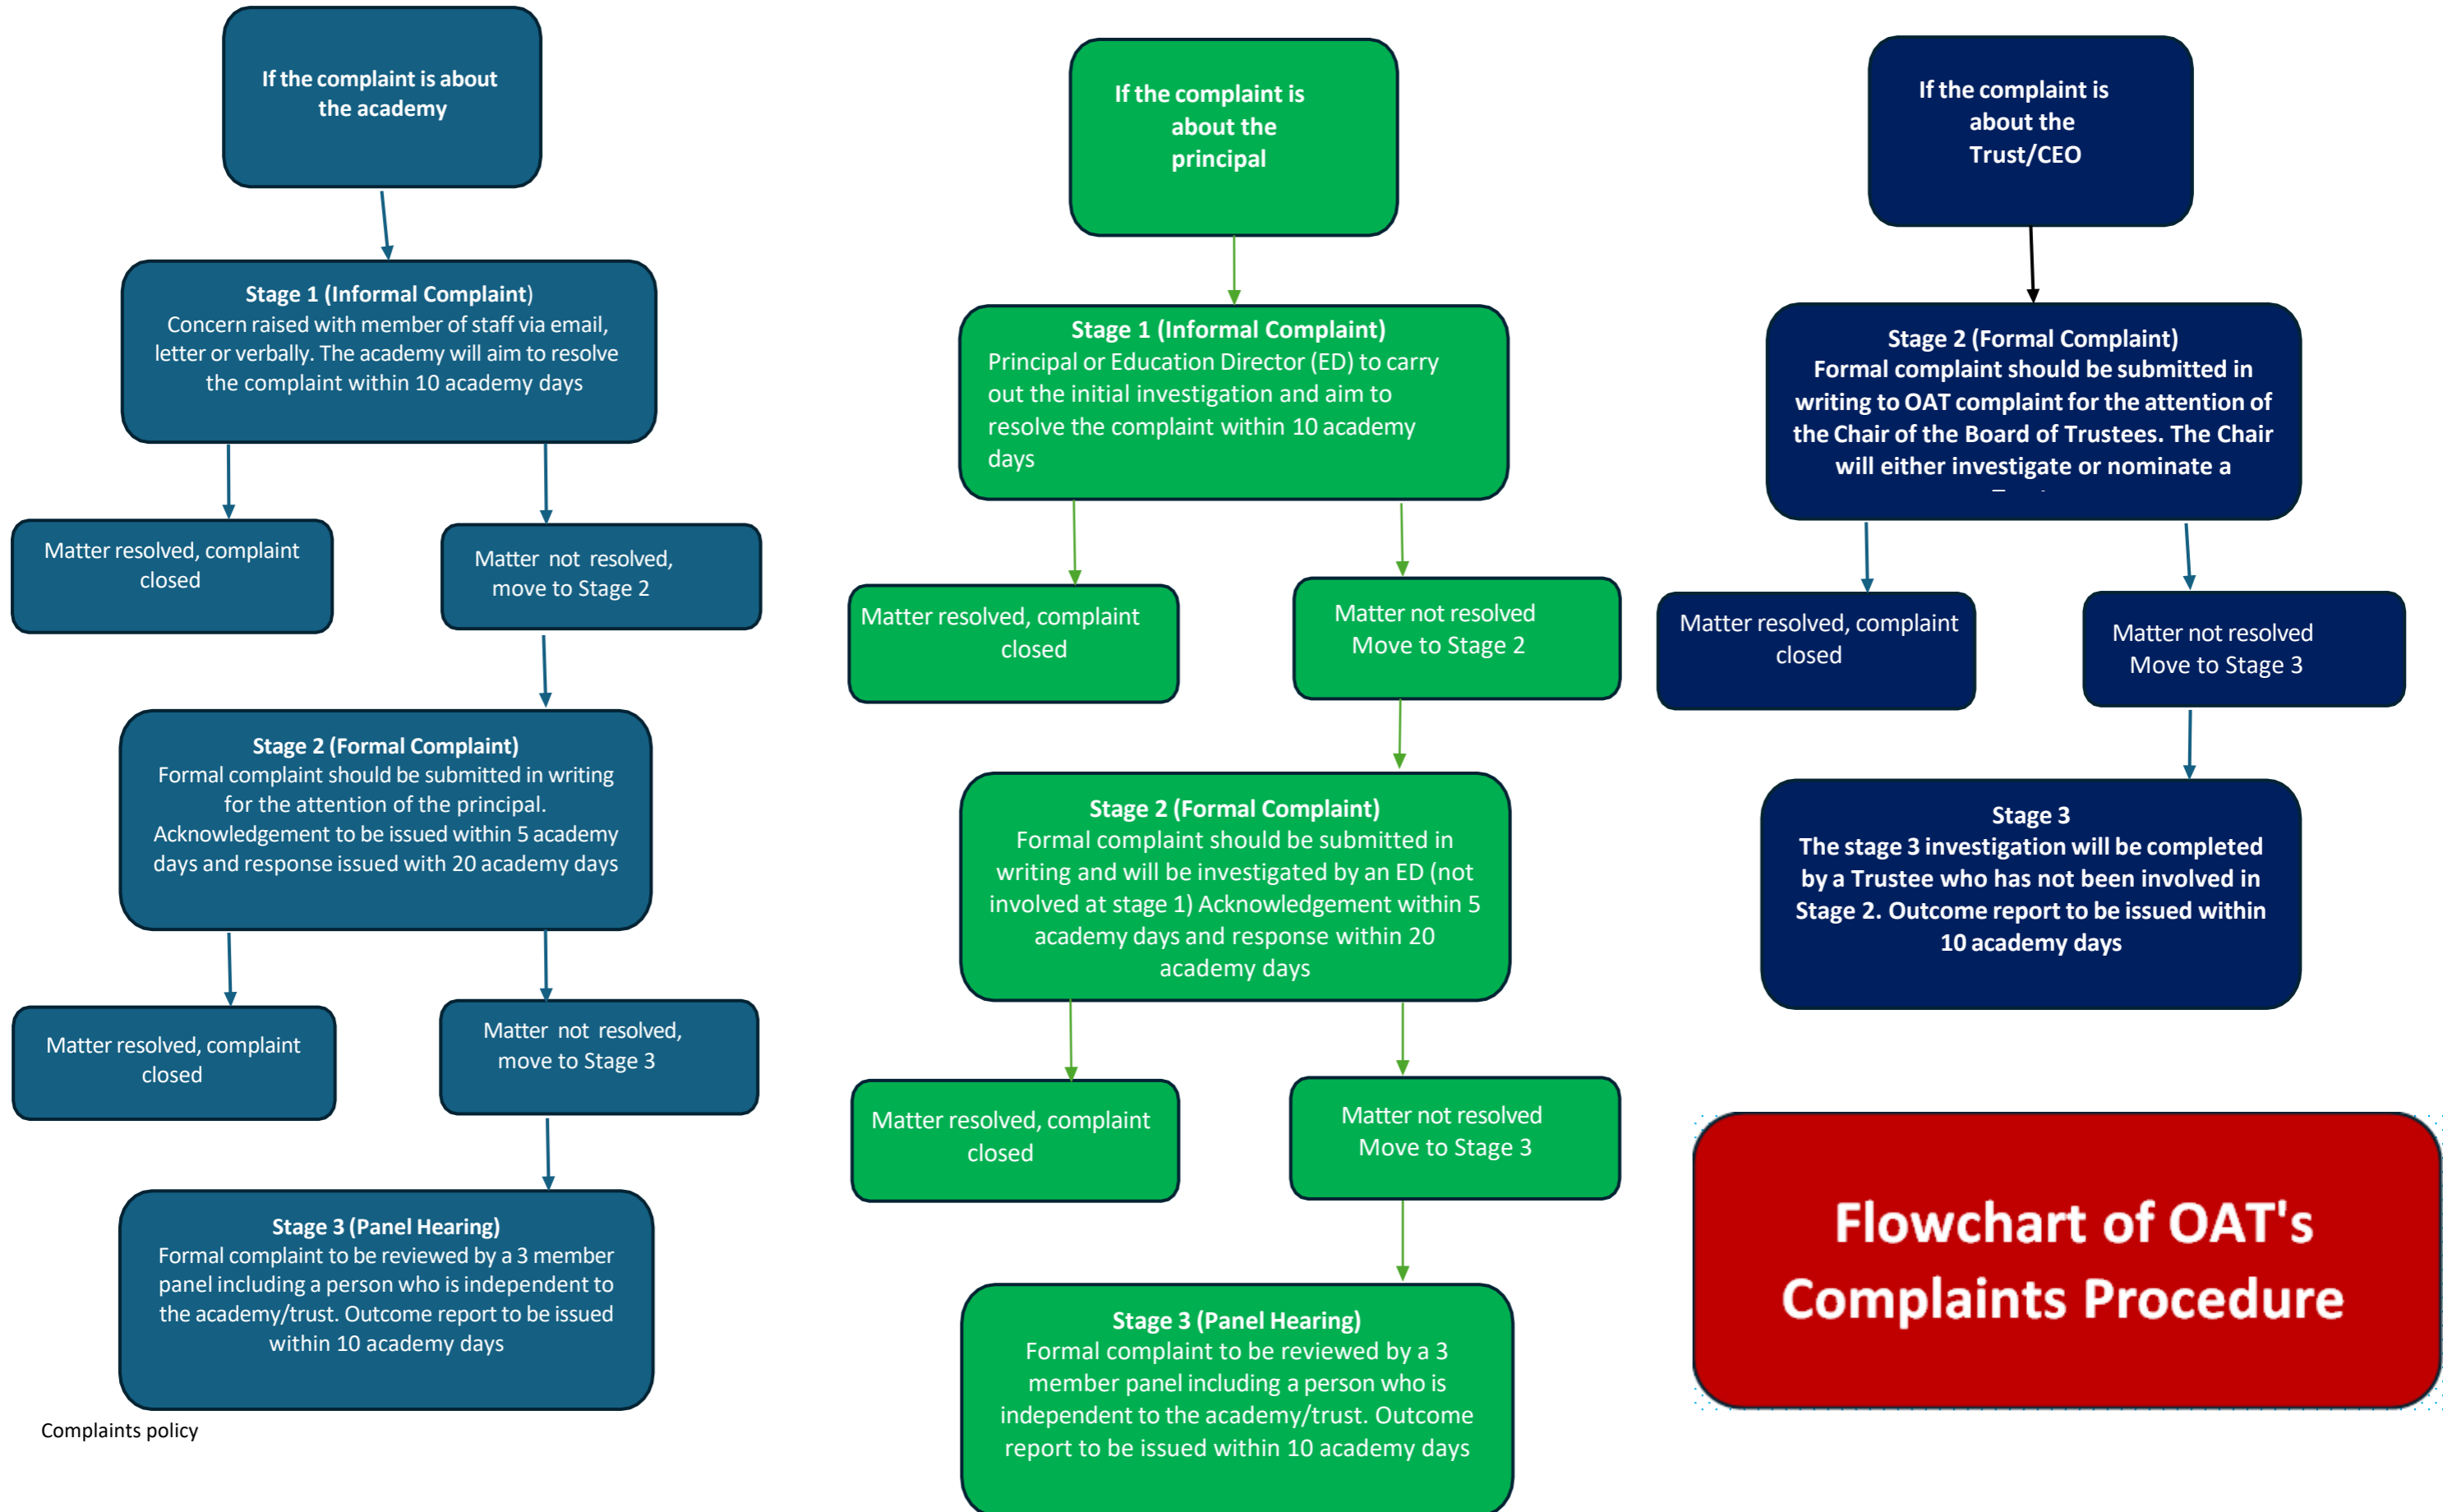 If the complaint is about
the academy
Stage 1 (Informal Complaint)
Concern raised with member of staff via email,
letter or verbally. The academy will aim to resolve
the complaint within 10 academy days
Matter resolved, complaint
closed
Matter not resolved,
move to Stage 2
Stage 2 (Formal Complaint)
Formal complaint should be submitted in writing
for the attention of the principal.
Acknowledgement to be issued within 5 academy
days and response issued with 20 academy days
Matter resolved, complaint
closed
Matter not resolved,
move to Stage 3
Stage 3 (Panel Hearing)
Formal complaint to be reviewed by a 3 member
panel including a person who is independent to
the academy/trust. Outcome report to be issued
within 10 academy days
Complaints policy
If the complaint is
about the
principal
Stage 1 (Informal Complaint)
Principal or Education Director (ED) to carry
out the initial investigation and aim to
resolve the complaint within 10 academy
days
Matter resolved, complaint
closed
Matter not resolved
Move to Stage 2
Stage 2 (Formal Complaint)
Formal complaint should be submitted in
writing and will be investigated by an ED (not
involved at stage 1) Acknowledgement within 5
academy days and response within 20
academy days
Matter resolved, complaint
closed
Matter not resolved
Move to Stage 3
Stage 3 (Panel Hearing)
Formal complaint to be reviewed by a 3
member panel including a person who is
independent to the academy/trust. Outcome
report to be issued within 10 academy days
If the complaint is
about the
Trust/CEO
Stage 2 (Formal Complaint)
Formal complaint should be submitted in
writing to OAT complaint for the attention of
the Chair of the Board of Trustees. The Chair
will either investigate or nominate a
Matter resolved, complaint
closed
Matter not resolved
Move to Stage 3
Stage 3
The stage 3 investigation will be completed
by a Trustee who has not been involved in
Stage 2. Outcome report to be issued within
10 academy days
Flowchart of OAT's
Complaints Procedure